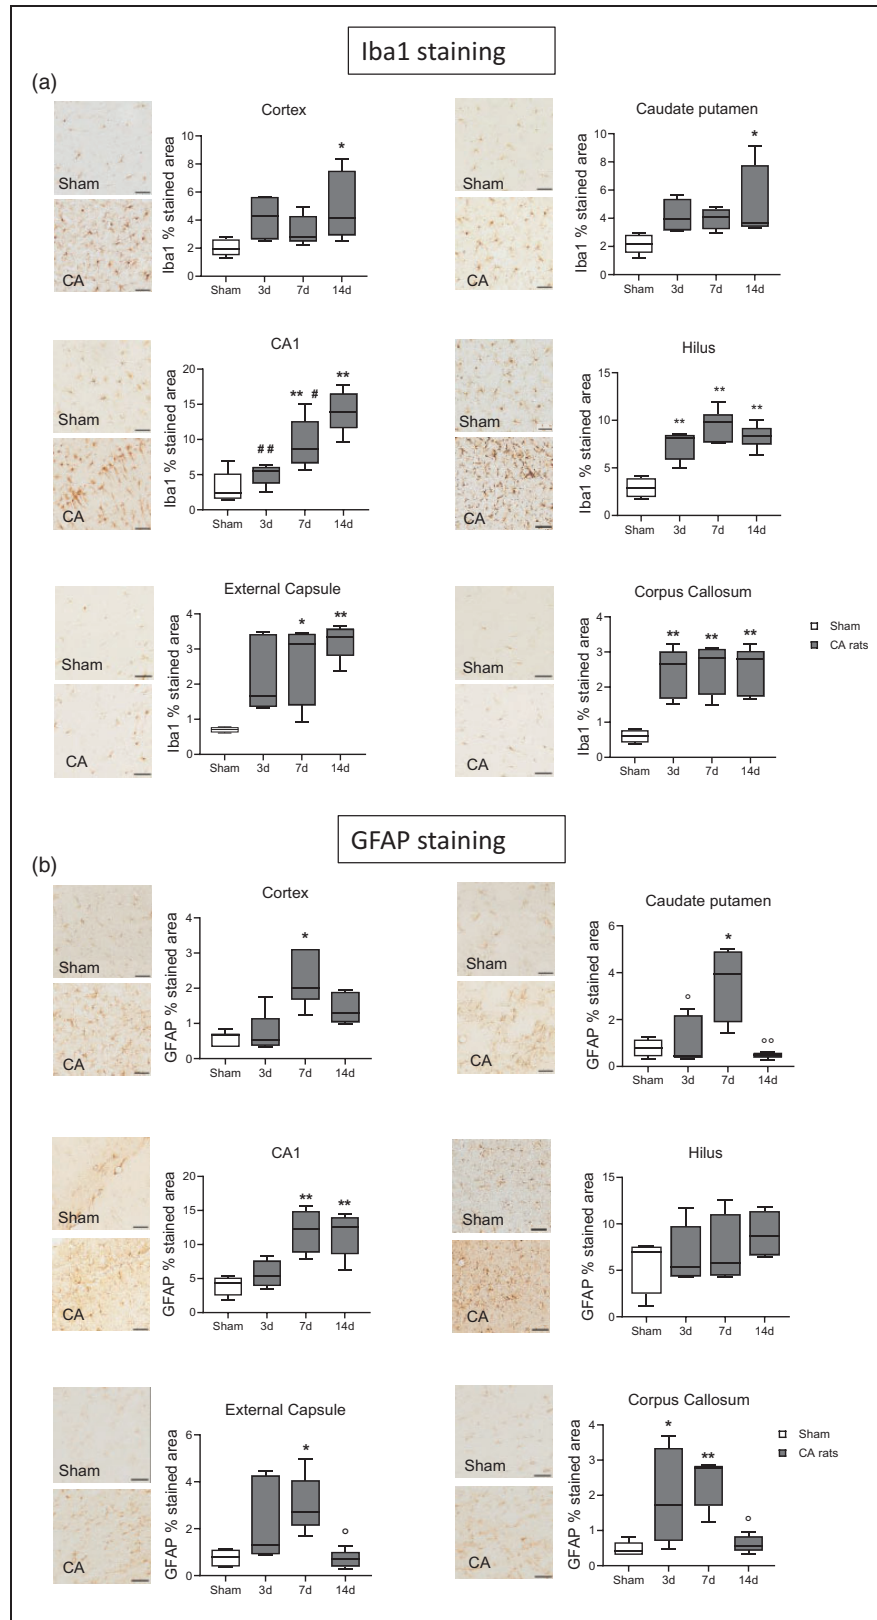 Iba1 staining
(a)
Cortex
Sham
CA
Iba1 % stained area
10
8
6
4
2
0
*
Sham 3d 7d 14d
Caudate putamen
Sham
CA
Iba1 % stained area
10
8
6
4
2
0
*
Sham 3d 7d 14d
CA1
Sham
CA
Iba1 % stained area
20
15
10
5
0
## ** # **
Sham 3d 7d 14d
Hilus
Sham
CA
Iba1 % stained area
15
10
5
0
** ** **
Sham 3d 7d 14d
External Capsule
Sham
CA
Iba1 % stained area
4
3
2
1
0
* **
Sham 3d 7d 14d
Corpus Callosum
Sham
CA
Iba1 % stained area
4
3
2
1
0
** ** **
Sham 3d 7d 14d
Sham
CA rats
GFAP staining
(b)
Cortex
Sham
CA
GFAP % stained area
4
3
2
1
0
*
Sham 3d 7d 14d
Caudate putamen
Sham
CA
GFAP % stained area
6
4
2
0
° * °°
Sham 3d 7d 14d
CA1
Sham
CA
GFAP % stained area
20
15
10
5
0
** **
Sham 3d 7d 14d
Hilus
Sham
CA
GFAP % stained area
15
10
5
0
Sham 3d 7d 14d
External Capsule
Sham
CA
GFAP % stained area
6
4
2
0
* °
Sham 3d 7d 14d
Corpus Callosum
Sham
CA
GFAP % stained area
4
3
2
1
0
* ** °
Sham 3d 7d 14d
Sham
CA rats